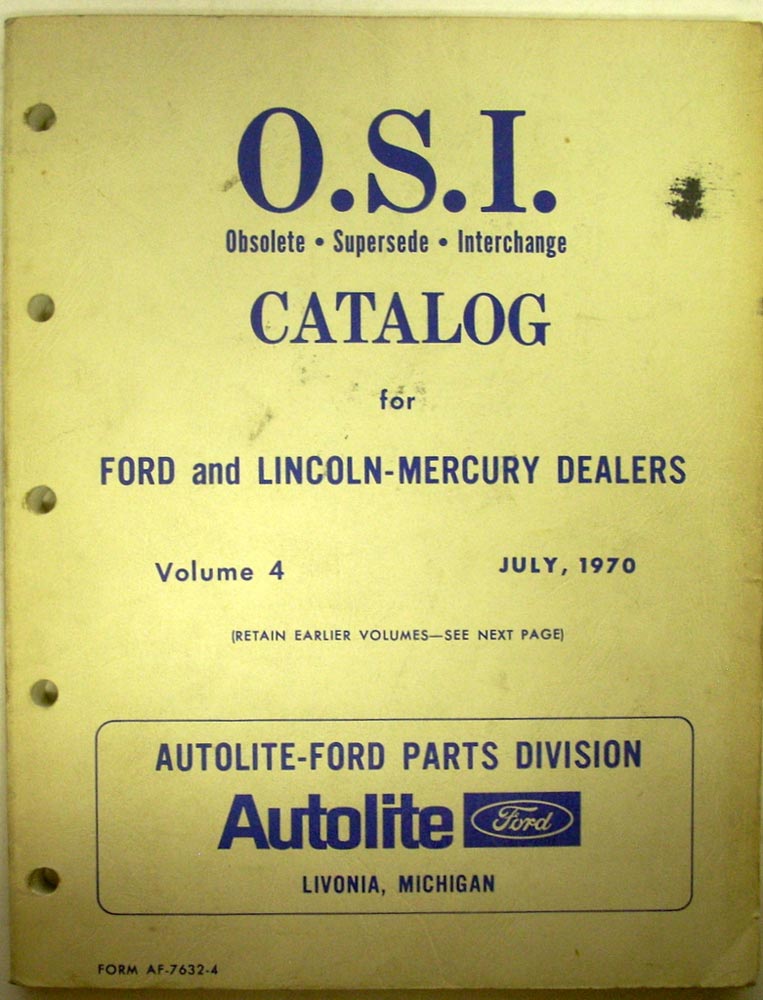 O.S.I.
Obsolete • Supersede • Interchange
CATALOG
for
FORD and LINCOLN-MERCURY DEALERS
Volume 4 JULY, 1970
(RETAIN EARLIER VOLUMES—SEE NEXT PAGE)
AUTOLITE-FORD PARTS DIVISION
Autolite Ford
LIVONIA, MICHIGAN
FORM AF-7632-4